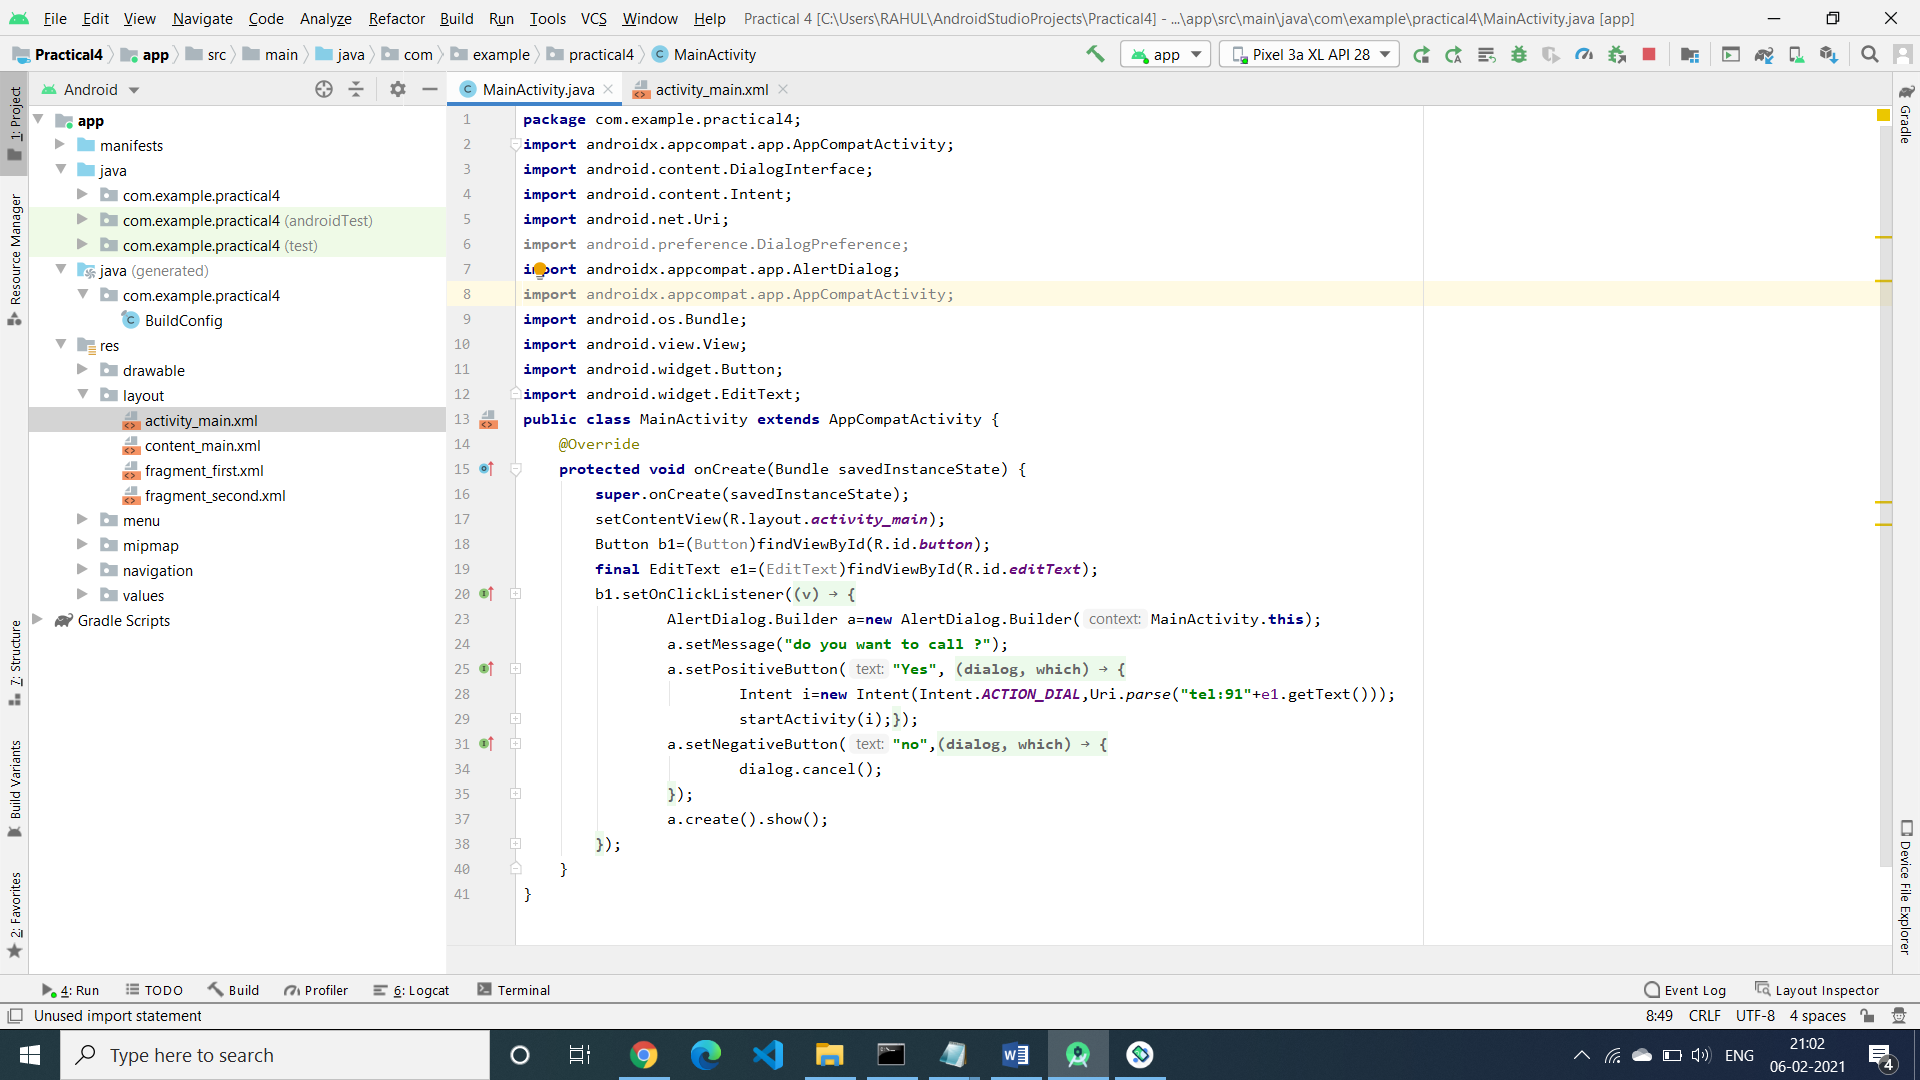 File Edit View Navigate Code Analyze Refactor Build Run Tools VCS Window Help Practical 4 [C:\Users\RAHUL\AndroidStudioProjects\Practical4] - ...\app\src\main\java\com\example\practical4\MainActivity.java [app]
Practical4 app src main java com example practical4 MainActivity app Pixel 3a XL API 28
Android MainActivity.java activity_main.xml
1: Project
Resource Manager
7: Structure
Build Variants
2: Favorites
app
manifests
java
com.example.practical4
com.example.practical4 (androidTest)
com.example.practical4 (test)
java (generated)
com.example.practical4
BuildConfig
res
drawable
layout
activity_main.xml
content_main.xml
fragment_first.xml
fragment_second.xml
menu
mipmap
navigation
values
Gradle Scripts
1 package com.example.practical4;
2 import androidx.appcompat.app.AppCompatActivity;
3 import android.content.DialogInterface;
4 import android.content.Intent;
5 import android.net.Uri;
6 import android.preference.DialogPreference;
7 import androidx.appcompat.app.AlertDialog;
8 import androidx.appcompat.app.AppCompatActivity;
9 import android.os.Bundle;
10 import android.view.View;
11 import android.widget.Button;
12 import android.widget.EditText;
13 public class MainActivity extends AppCompatActivity {
14 @Override
15 protected void onCreate(Bundle savedInstanceState) {
16 super.onCreate(savedInstanceState);
17 setContentView(R.layout.activity_main);
18 Button b1=(Button)findViewById(R.id.button);
19 final EditText e1=(EditText)findViewById(R.id.editText);
20 b1.setOnClickListener((v) → {
23 AlertDialog.Builder a=new AlertDialog.Builder( context: MainActivity.this);
24 a.setMessage("do you want to call ?");
25 a.setPositiveButton( text: "Yes", (dialog, which) → {
28 Intent i=new Intent(Intent.ACTION_DIAL,Uri.parse("tel:91"+e1.getText()));
29 startActivity(i);});
31 a.setNegativeButton( text: "no",(dialog, which) → {
34 dialog.cancel();
35 });
37 a.create().show();
38 });
40 }
41 }
Gradle
Device File Explorer
4: Run TODO Build Profiler 6: Logcat Terminal Event Log Layout Inspector
Unused import statement 8:49 CRLF UTF-8 4 spaces
Type here to search ENG 21:02
06-02-2021 4